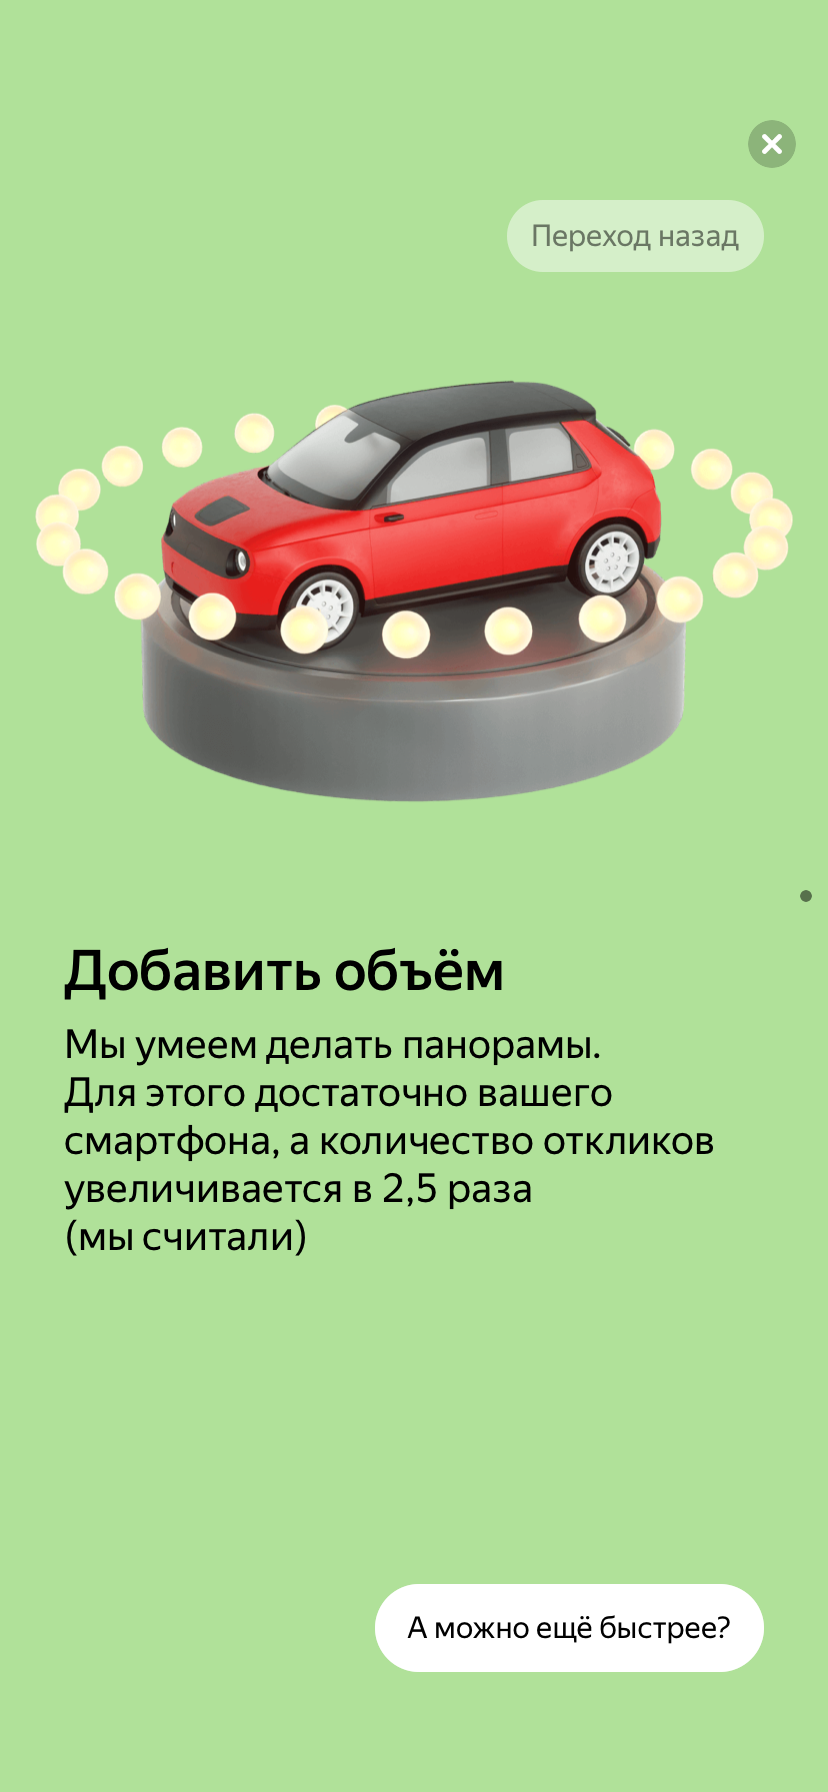 Переход назад
Добавить объём
Мы умеем делать панорамы.
Для этого достаточно вашего
смартфона, а количество откликов
увеличивается в 2,5 раза
(мы считали)
А можно ещё быстрее?